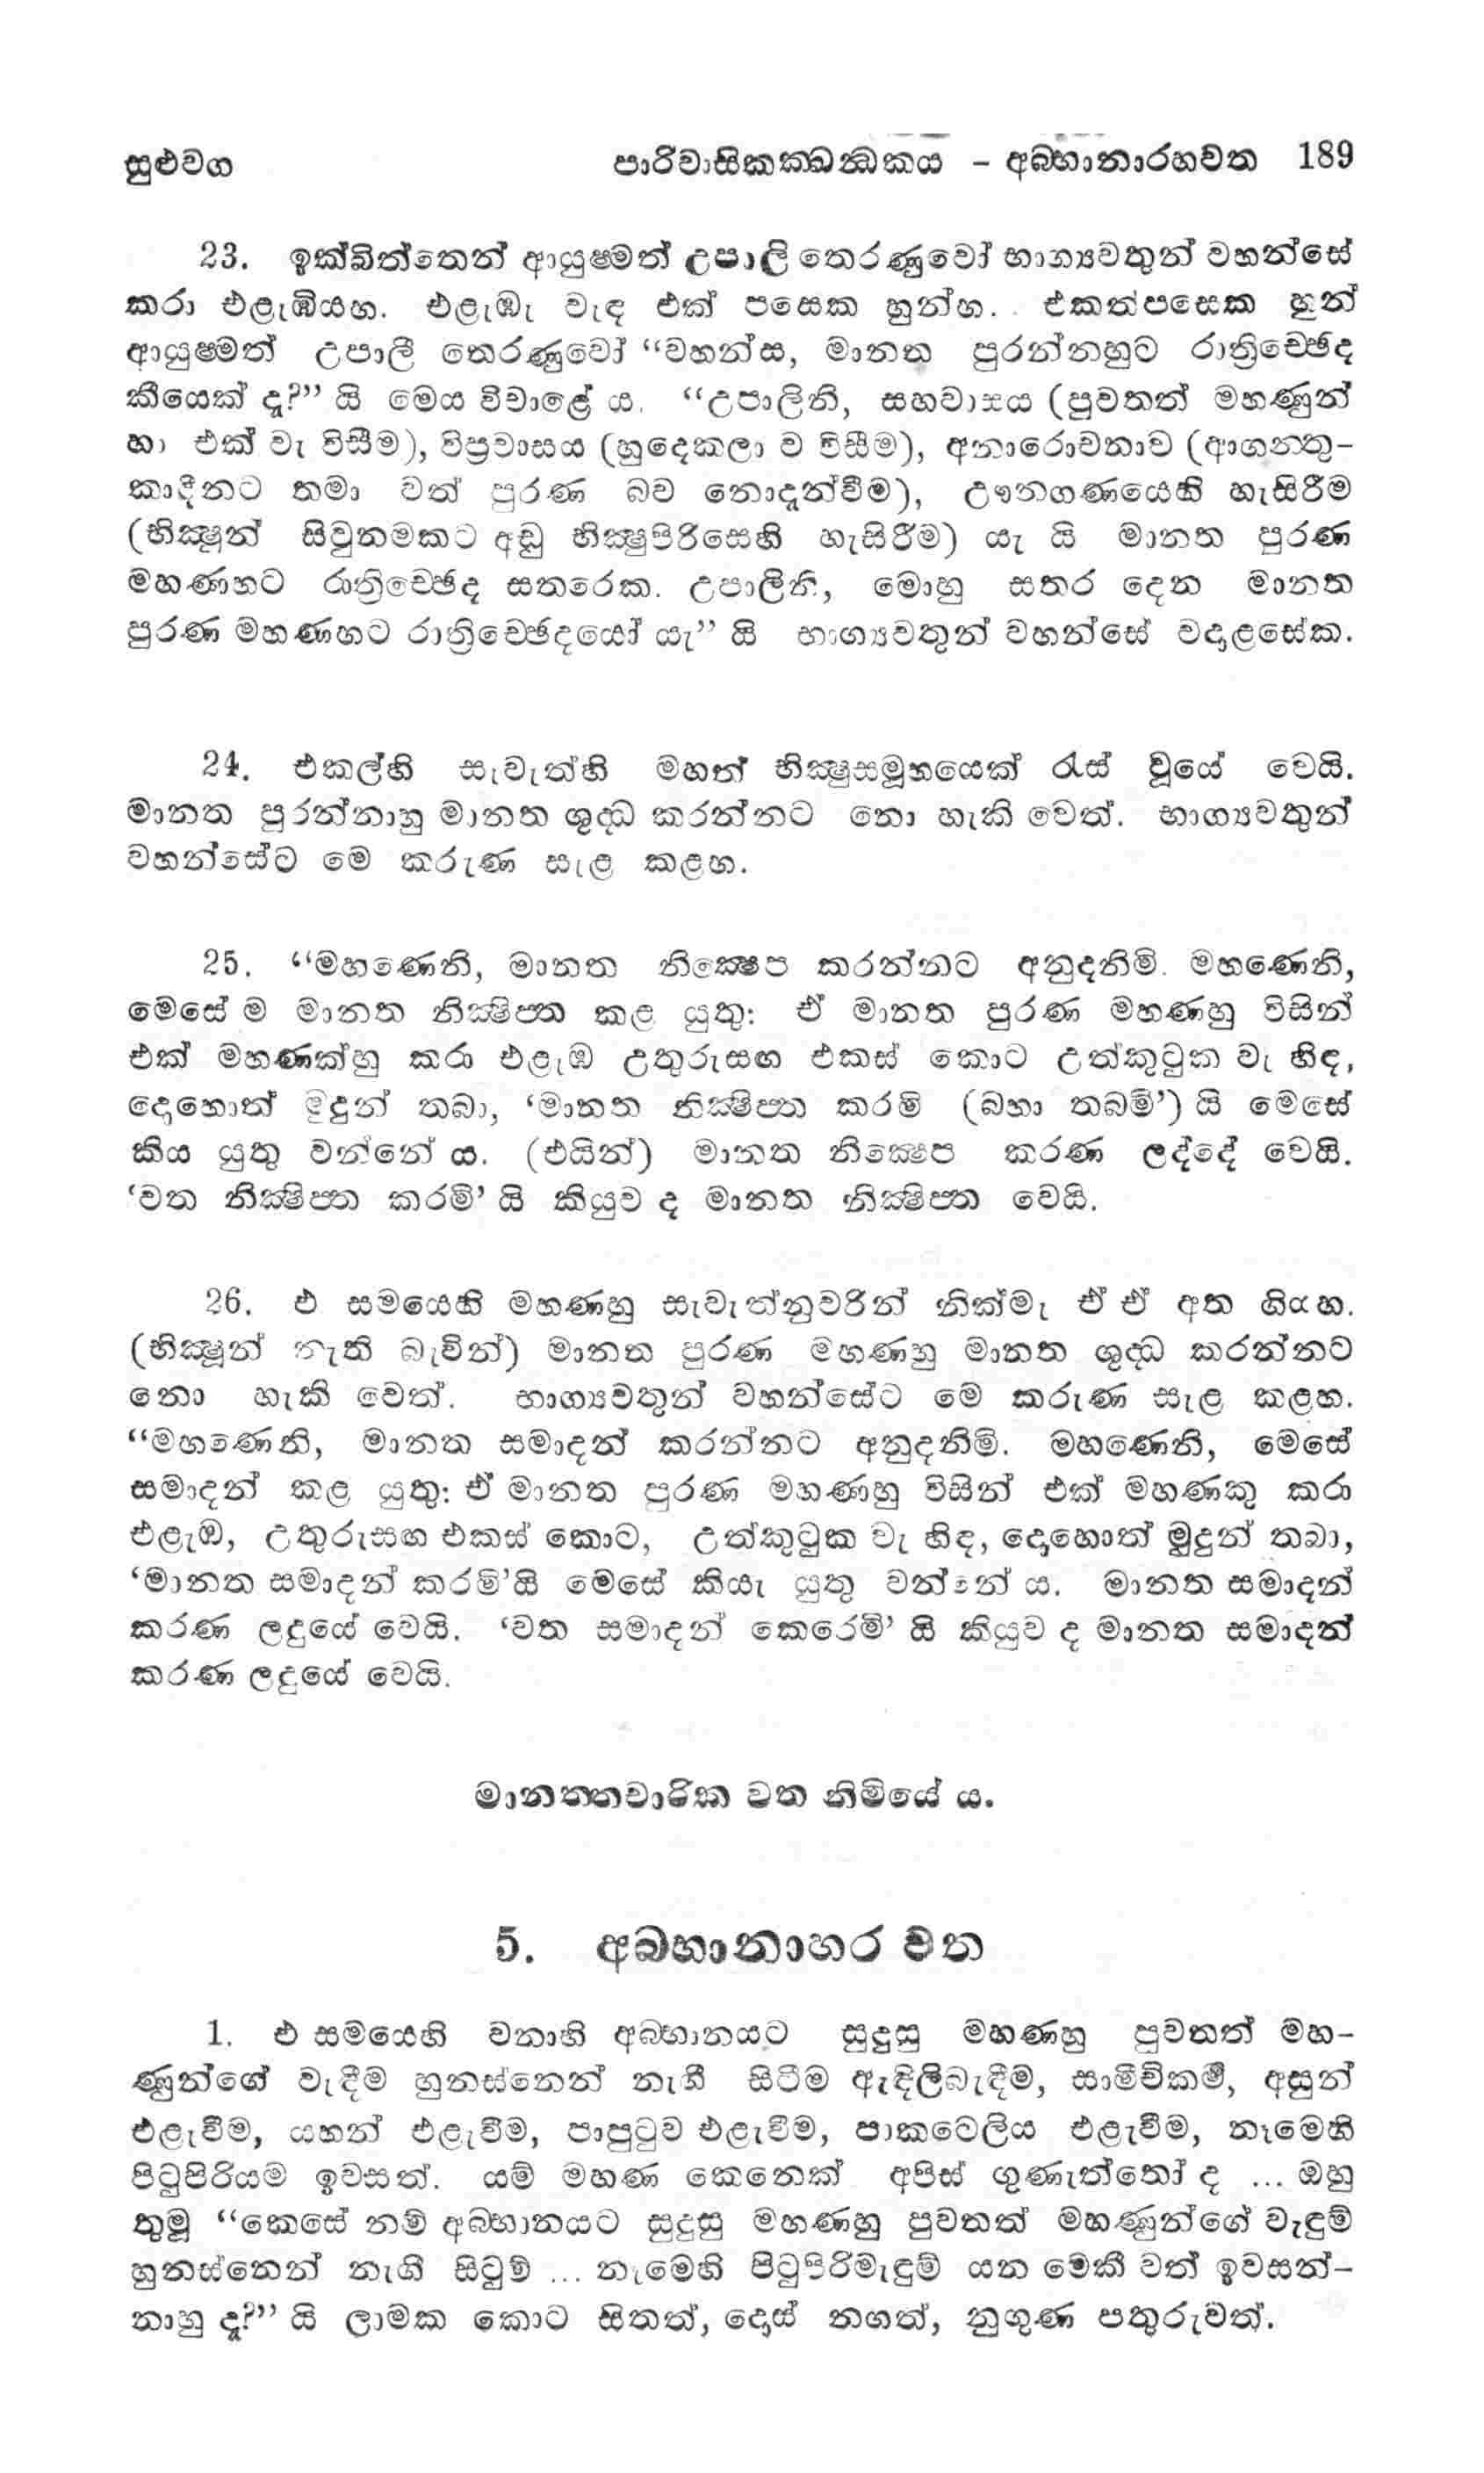 සුළුවග පාරිවාසිකක්ඛන්ධකය - අබ්භානාරහවත 189
23. ඉක්බිත්තෙන් ආයුෂ්මත් උපාලි තෙරණුවෝ භාග්‍යවතුන් වහන්සේ
කරා එළැඹියහ. එළැඹැ වැඳ එක් පසෙක හුන්හ. එකත්පසෙක හුන්
ආයුෂ්මත් උපාලි තෙරණුවෝ “වහන්ස, මානත පුරන්නහුට රාත්‍රිච්ඡෙද
කීයෙක් දැ?” යි මෙය විචාළේ ය. “උපාලිනි, සහවාසය (පුවතත් මහණුන්
හා එක් වැ විසීම), විප්‍රවාසය (හුදෙකලා ව විසීම), අනාරොචනාව (ආගන්තු-
කාදීනට තමා වත් පුරණ බව නොදැන්වීම), ඌනගණයෙහි හැසිරීම
(භික්‍ෂූන් සිවුනමකට අඩු භික්‍ෂුපිරිසෙහි හැසිරීම) යැ යි මානත පුරණ
මහණහට රාත්‍රිච්ඡෙද සතරෙක. උපාලිනි, මොහු සතර දෙන මානත
පුරණ මහණහට රාත්‍රිච්ඡෙදයෝ යැ” යි භාග්‍යවතුන් වහන්සේ වදාළසේක.
24. එකල්හි සැවැත්හි මහත් භික්‍ෂුසමූහයෙක් රැස් වූයේ වෙයි.
මානත පුරන්නාහු මානත ශුද්ධ කරන්නට නො හැකි වෙත්. භාග්‍යවතුන්
වහන්සේට මෙ කරුණ සැළ කළහ.
25. “මහණෙනි, මානත නික්‍ෂෙප කරන්නට අනුදනිමි. මහණෙනි,
මෙසේ ම මානත නික්‍ෂිප්ත කළ යුතු: ඒ මානත පුරණ මහණහු විසින්
එක් මහණක්හු කරා එළැඹ උතුරුසඟ එකස් කොට උත්කුටුක වැ හිඳ,
දොහොත් මුදුන් තබා, ‘මානත නික්‍ෂිප්ත කරමි (බහා තබමි’) යි මෙසේ
කිය යුතු වන්නේ ය. (එයින්) මානත නික්‍ෂෙප කරණ ලද්දේ වෙයි.
‘වත නික්‍ෂිප්ත කරමි’ යි කියුව ද මානත නික්‍ෂිප්ත වෙයි.
26. එ සමයෙහි මහණහු සැවැත්නුවරින් නික්මැ ඒ ඒ අත ගියහ.
(භික්‍ෂූන් නැති බැවින්) මානත පුරණ මහණහු මානත ශුද්ධ කරන්නට
නො හැකි වෙත්. භාග්‍යවතුන් වහන්සේට මෙ කරුණ සැළ කළහ.
“මහණෙනි, මානත සමාදන් කරන්නට අනුදනිමි. මහණෙනි, මෙසේ
සමාදන් කළ යුතු: ඒ මානත පුරණ මහණහු විසින් එක් මහණකු කරා
එළැඹ, උතුරුසඟ එකස් කොට, උත්කුටුක වැ හිඳ, දොහොත් මුදුන් තබා,
‘මානත සමාදන් කරමි’යි මෙසේ කියැ යුතු වන්නේ ය. මානත සමාදන්
කරණ ලදුයේ වෙයි. ‘වත සමාදන් කෙරෙමි’ යි කියුව ද මානත සමාදන්
කරණ ලදුයේ වෙයි.
මානත්තචාරික වත නිමියේ ය.
5. අබ්භානාහර වත
1. එ සමයෙහි වනාහි අබ්භානයට සුදුසු මහණහු පුවතත් මහ-
ණුන්ගේ වැඳීම හුනස්නෙන් නැගී සිටීම ඇඳිලිබැඳීම, සාමීචිකර්‍ම, අසුන්
එළැවීම, යහන් එළැවීම, පාපුටුව එළැවීම, පාකටෙලිය එළැවීම, නෑමෙහි
පිටුපිරියම ඉවසත්. යම් මහණ කෙනෙක් අපිස් ගුණැත්තෝ ද ... ඔහු
තුමූ “කෙසේ නම් අබ්භානයට සුදුසු මහණහු පුවතත් මහණුන්ගේ වැඳුම්
හුනස්නෙන් නැගී සිටුම් ... නැමෙහි පිටුපිරිමැඳුම් යන මෙකී වත් ඉවසන්-
නාහු දැ?” යි ලාමක කොට සිතත්, දොස් නගත්, නුගුණ පතුරුවත්.